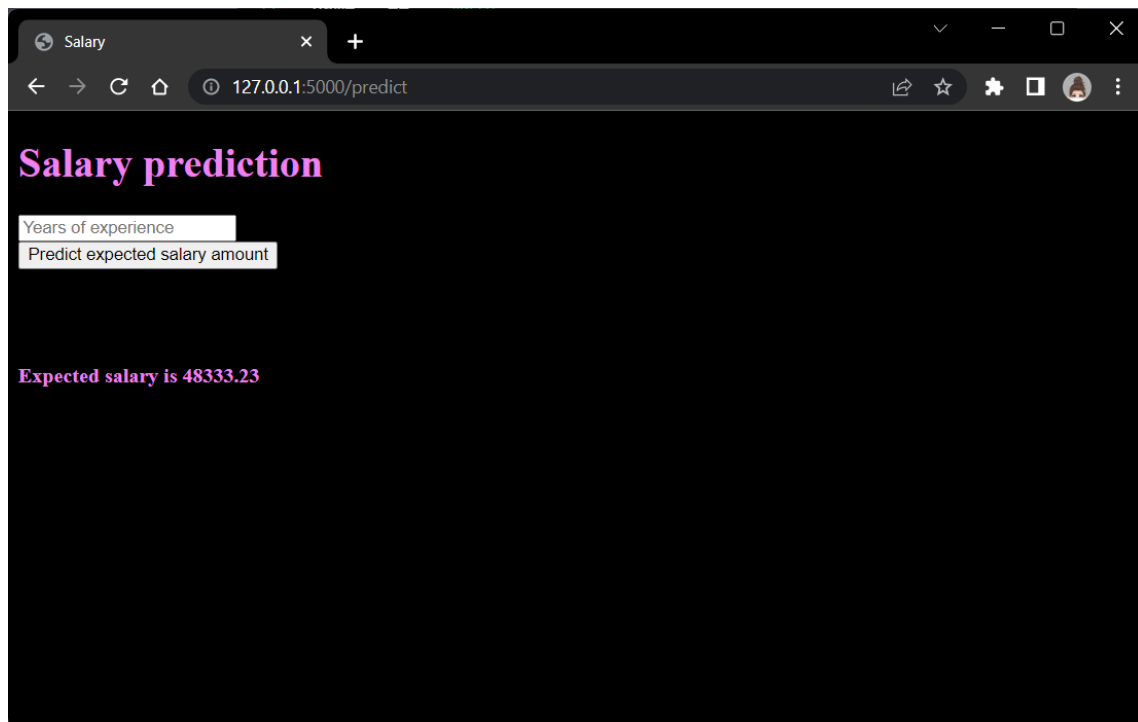 Salary
127.0.0.1:5000/predict
Salary prediction
Years of experience
Predict expected salary amount
Expected salary is 48333.23